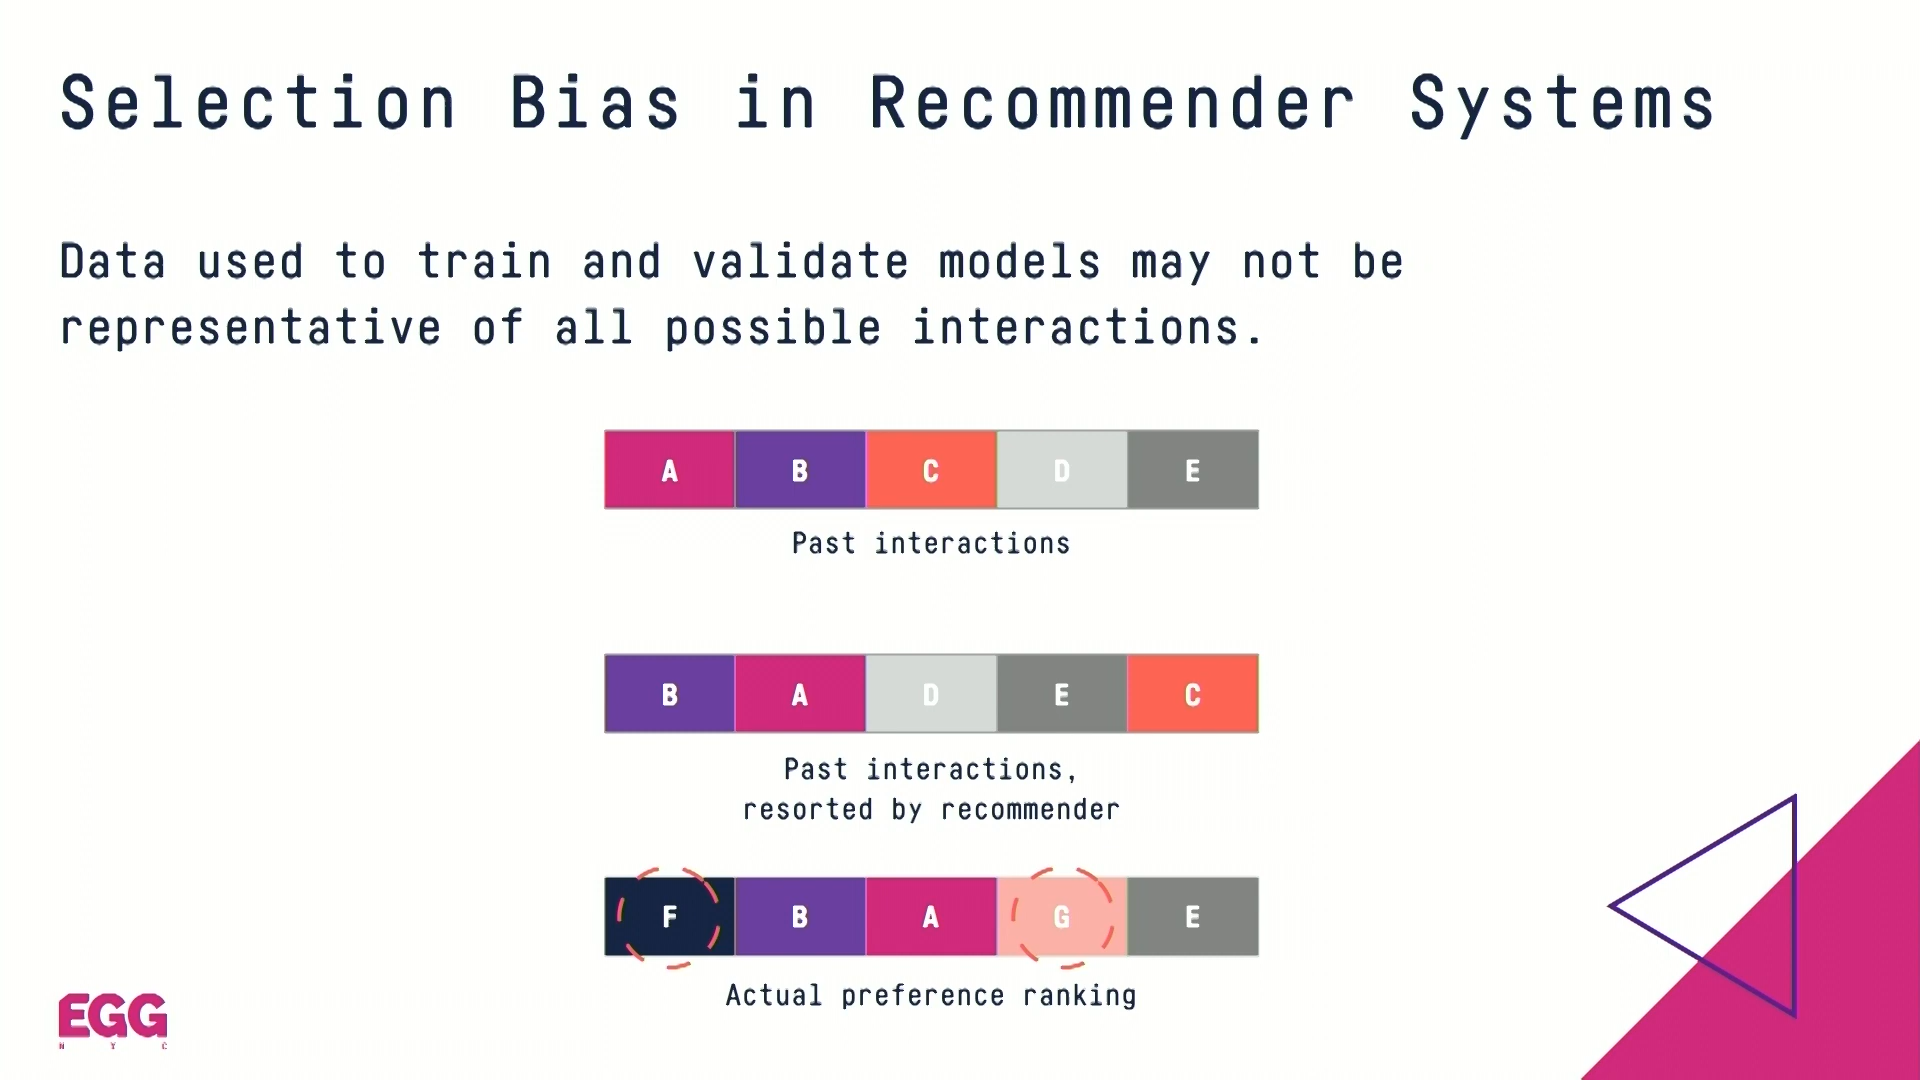 Selection Bias in Recommender Systems
Data used to train and validate models may not be
representative of all possible interactions.
A B C D E
Past interactions
B A D E C
Past interactions,
resorted by recommender
F B A G E
Actual preference ranking
EGG
N Y C